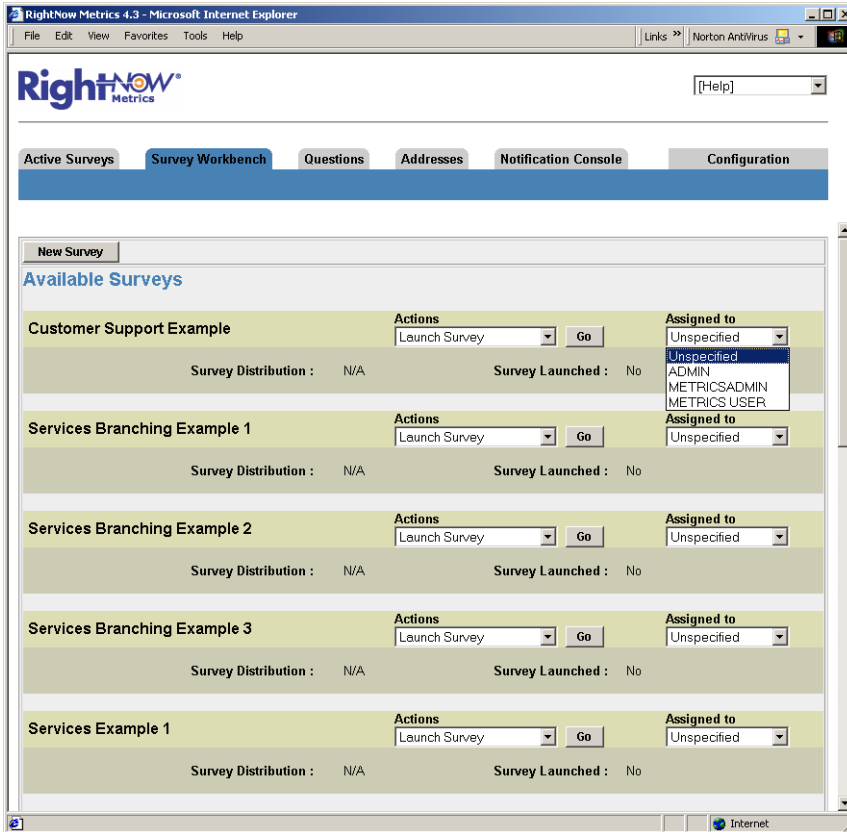 RightNow Metrics 4.3 - Microsoft Internet Explorer
File Edit View Favorites Tools Help
Links » Norton AntiVirus
RightNow®
Metrics
[Help]
Active Surveys Survey Workbench Questions Addresses Notification Console Configuration
New Survey
Available Surveys
Customer Support Example
Actions
Launch Survey Go
Assigned to
Unspecified
Unspecified
ADMIN
METRICSADMIN
METRICS USER
Survey Distribution : N/A Survey Launched : No
Services Branching Example 1
Actions
Launch Survey Go
Assigned to
Unspecified
Survey Distribution : N/A Survey Launched : No
Services Branching Example 2
Actions
Launch Survey Go
Assigned to
Unspecified
Survey Distribution : N/A Survey Launched : No
Services Branching Example 3
Actions
Launch Survey Go
Assigned to
Unspecified
Survey Distribution : N/A Survey Launched : No
Services Example 1
Actions
Launch Survey Go
Assigned to
Unspecified
Survey Distribution : N/A Survey Launched : No
Internet